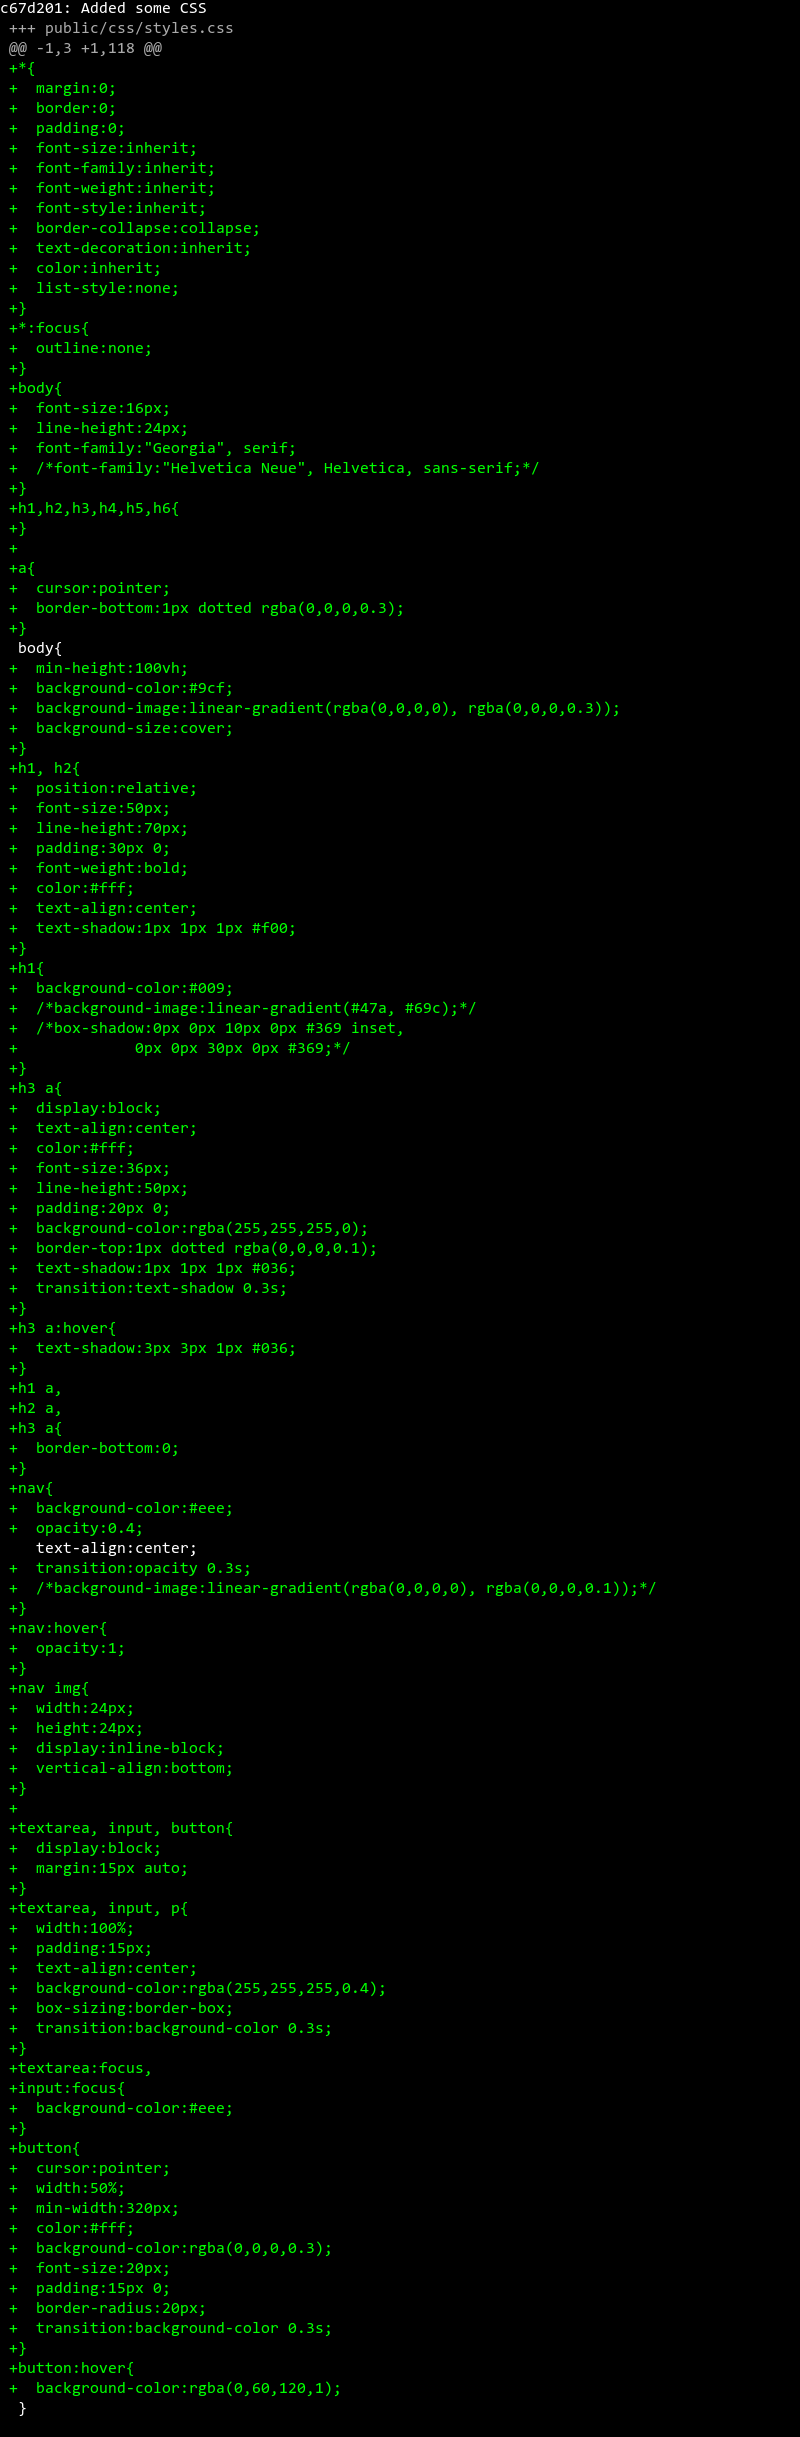 c67d201: Added some CSS
+++ public/css/styles.css
@@ -1,3 +1,118 @@
+*{
+  margin:0;
+  border:0;
+  padding:0;
+  font-size:inherit;
+  font-family:inherit;
+  font-weight:inherit;
+  font-style:inherit;
+  border-collapse:collapse;
+  text-decoration:inherit;
+  color:inherit;
+  list-style:none;
+}
+*:focus{
+  outline:none;
+}
+body{
+  font-size:16px;
+  line-height:24px;
+  font-family:"Georgia", serif;
+  /*font-family:"Helvetica Neue", Helvetica, sans-serif;*/
+}
+h1,h2,h3,h4,h5,h6{
+}
+
+a{
+  cursor:pointer;
+  border-bottom:1px dotted rgba(0,0,0,0.3);
+}
 body{
+  min-height:100vh;
+  background-color:#9cf;
+  background-image:linear-gradient(rgba(0,0,0,0), rgba(0,0,0,0.3));
+  background-size:cover;
+}
+h1, h2{
+  position:relative;
+  font-size:50px;
+  line-height:70px;
+  padding:30px 0;
+  font-weight:bold;
+  color:#fff;
+  text-align:center;
+  text-shadow:1px 1px 1px #f00;
+}
+h1{
+  background-color:#009;
+  /*background-image:linear-gradient(#47a, #69c);*/
+  /*box-shadow:0px 0px 10px 0px #369 inset,
+             0px 0px 30px 0px #369;*/
+}
+h3 a{
+  display:block;
+  text-align:center;
+  color:#fff;
+  font-size:36px;
+  line-height:50px;
+  padding:20px 0;
+  background-color:rgba(255,255,255,0);
+  border-top:1px dotted rgba(0,0,0,0.1);
+  text-shadow:1px 1px 1px #036;
+  transition:text-shadow 0.3s;
+}
+h3 a:hover{
+  text-shadow:3px 3px 1px #036;
+}
+h1 a,
+h2 a,
+h3 a{
+  border-bottom:0;
+}
+nav{
+  background-color:#eee;
+  opacity:0.4;
   text-align:center;
+  transition:opacity 0.3s;
+  /*background-image:linear-gradient(rgba(0,0,0,0), rgba(0,0,0,0.1));*/
+}
+nav:hover{
+  opacity:1;
+}
+nav img{
+  width:24px;
+  height:24px;
+  display:inline-block;
+  vertical-align:bottom;
+}
+
+textarea, input, button{
+  display:block;
+  margin:15px auto;
+}
+textarea, input, p{
+  width:100%;
+  padding:15px;
+  text-align:center;
+  background-color:rgba(255,255,255,0.4);
+  box-sizing:border-box;
+  transition:background-color 0.3s;
+}
+textarea:focus,
+input:focus{
+  background-color:#eee;
+}
+button{
+  cursor:pointer;
+  width:50%;
+  min-width:320px;
+  color:#fff;
+  background-color:rgba(0,0,0,0.3);
+  font-size:20px;
+  padding:15px 0;
+  border-radius:20px;
+  transition:background-color 0.3s;
+}
+button:hover{
+  background-color:rgba(0,60,120,1);
 }